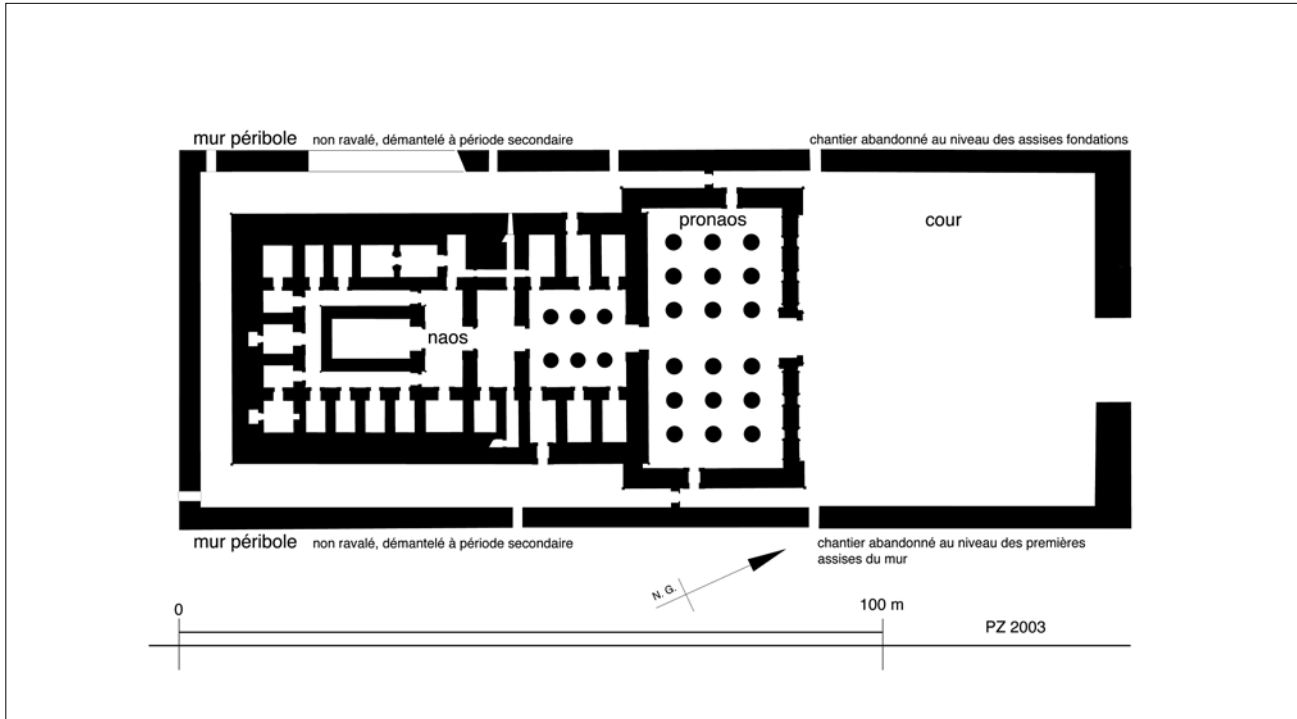 mur péribole non ravalé, démantelé à période secondaire
chantier abandonné au niveau des assises fondations
pronaos
cour
naos
mur péribole non ravalé, démantelé à période secondaire
chantier abandonné au niveau des premières
assises du mur
N. G.
0
100 m
PZ 2003